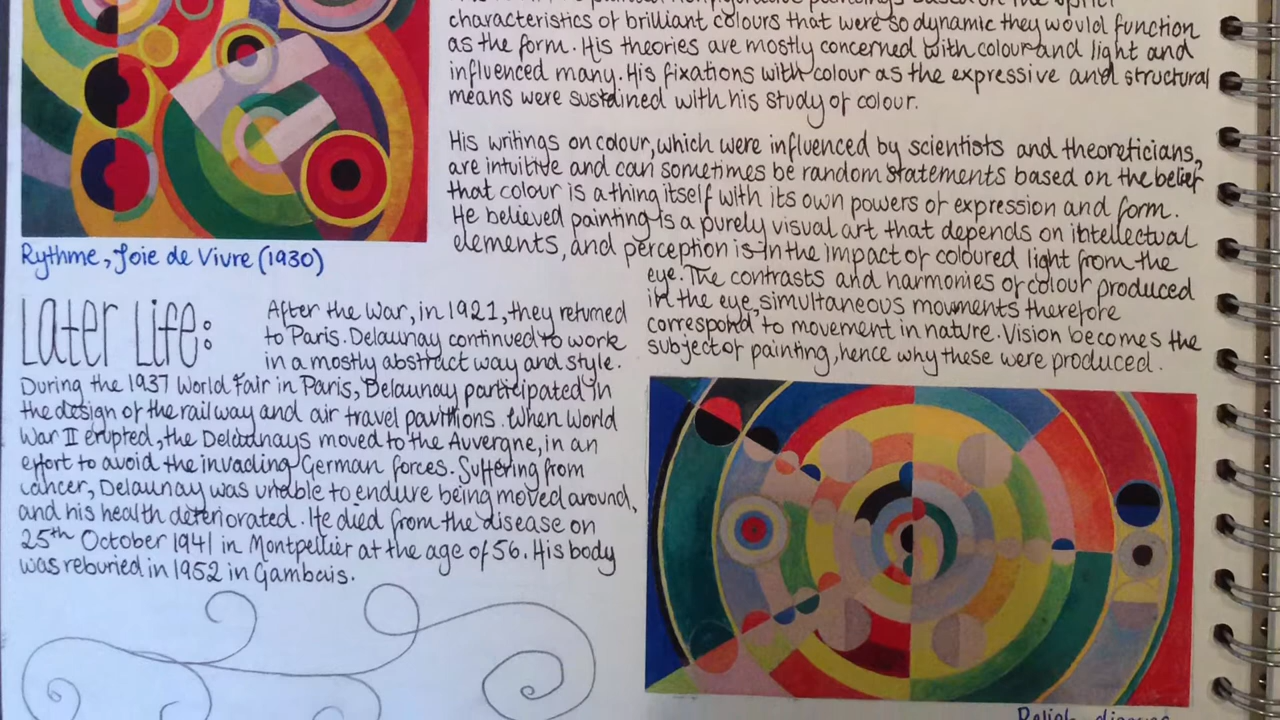 characteristics of brilliant colours that were so dynamic they would function
as the form. His theories are mostly concerned with colour and light and
influenced many. His fixations with colour as the expressive and structural
means were sustained with his study of colour.
His writings on colour, which were influenced by scientists and theoreticians,
are intuitive and can sometimes be random statements based on the belief
that colour is a thing itself with its own powers of expression and form.
He believed painting is a purely visual art that depends on intellectual
elements, and perception is in the impact of coloured light from the
eye. The contrasts and harmonies of colour produced
in the eye, simultaneous movements therefore
correspond to movement in nature. Vision becomes the
subject of painting, hence why these were produced.
Rythme, Joie de Vivre (1930)
Later Life:
After the War, in 1921, they returned
to Paris. Delaunay continued to work
in a mostly abstract way and style.
During the 1937 World Fair in Paris, Delaunay participated in
the design of the railway and air travel pavilions. When World
War II erupted, the Delaunays moved to the Auvergne, in an
effort to avoid the invading German forces. Suffering from
cancer, Delaunay was unable to endure being moved around,
and his health deteriorated. He died from the disease on
25th October 1941 in Montpellier at the age of 56. His body
was reburied in 1952 in Gambais.